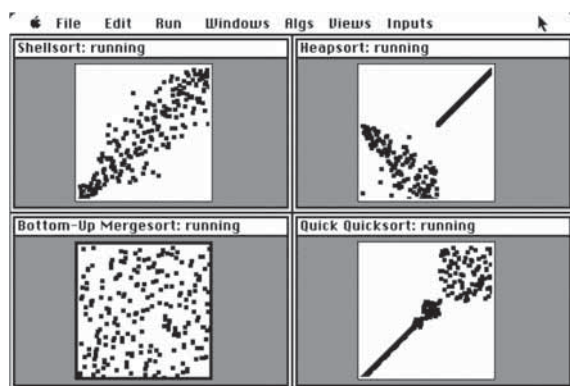 File Edit Run Windows Algs Views Inputs
Shellsort: running
Heapsort: running
Bottom-Up Mergesort: running
Quick Quicksort: running